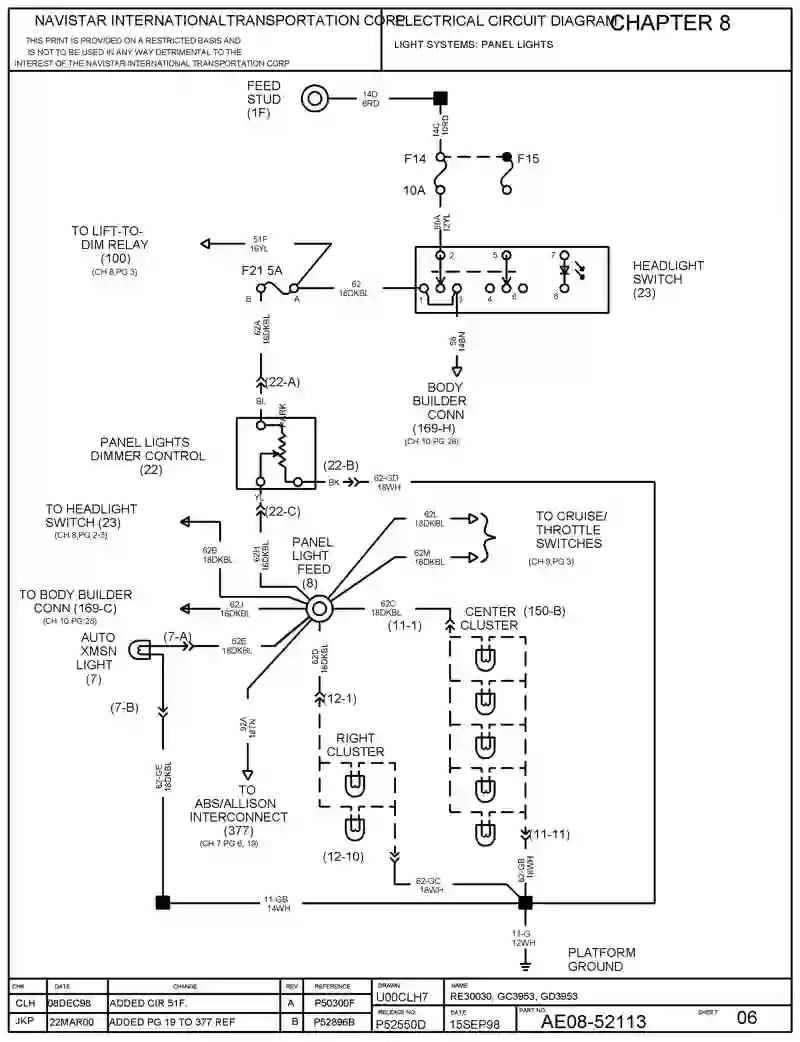 NAVISTAR INTERNATIONALTRANSPORTATION CORP.
ELECTRICAL CIRCUIT DIAGRAM
CHAPTER 8
THIS PRINT IS PROVIDED ON A RESTRICTED BASIS AND
IS NOT TO BE USED IN ANY WAY DETRIMENTAL TO THE
INTEREST OF THE NAVISTAR INTERNATIONAL TRANSPORTATION CORP
LIGHT SYSTEMS: PANEL LIGHTS
FEED
STUD
(1F)
14D
6RD
14C
10RD
F14
F15
10A
50A
12YL
TO LIFT-TO-
DIM RELAY
(100)
(CH 8,PG 3)
51F
16YL
F21 5A
B
A
62
16DKBL
2
5
7
1
3
4
6
8
HEADLIGHT
SWITCH
(23)
62A
16DKBL
58
14BN
BODY
BUILDER
CONN
(169-H)
(CH 10 PG 28)
(22-A)
BL
PARK
PANEL LIGHTS
DIMMER CONTROL
(22)
(22-B)
BK
62-GD
18WH
YL
(22-C)
TO HEADLIGHT
SWITCH (23)
(CH 8,PG 2-3)
62B
18DKBL
62H
16DKBL
PANEL
LIGHT
FEED
(8)
62L
18DKBL
62M
18DKBL
TO CRUISE/
THROTTLE
SWITCHES
(CH 9,PG 3)
TO BODY BUILDER
CONN (169-C)
(CH 10 PG 28)
62J
16DKBL
62C
18DKBL
(11-1)
CENTER
CLUSTER
(150-B)
AUTO
XMSN
LIGHT
(7)
(7-A)
62E
18DKBL
62D
18DKBL
(7-B)
(12-1)
92A
18TN
RIGHT
CLUSTER
62-GE
18DKBL
TO
ABS/ALLISON
INTERCONNECT
(377)
(CH 7 PG 6, 19)
(12-10)
(11-11)
62-GB
18WH
62-GC
18WH
11-GB
14WH
11-G
12WH
PLATFORM
GROUND
CHK
DATE
CHANGE
REV
REFERENCE
DRAWN
U00CLH7
NAME
RE30030, GC3953, GD3953
CLH
08DEC98
ADDED CIR 51F.
A
P50300F
JKP
22MAR00
ADDED PG 19 TO 377 REF
B
P52896B
RELEASE NO.
P52550D
DATE
15SEP98
PART NO.
AE08-52113
SHEET
06